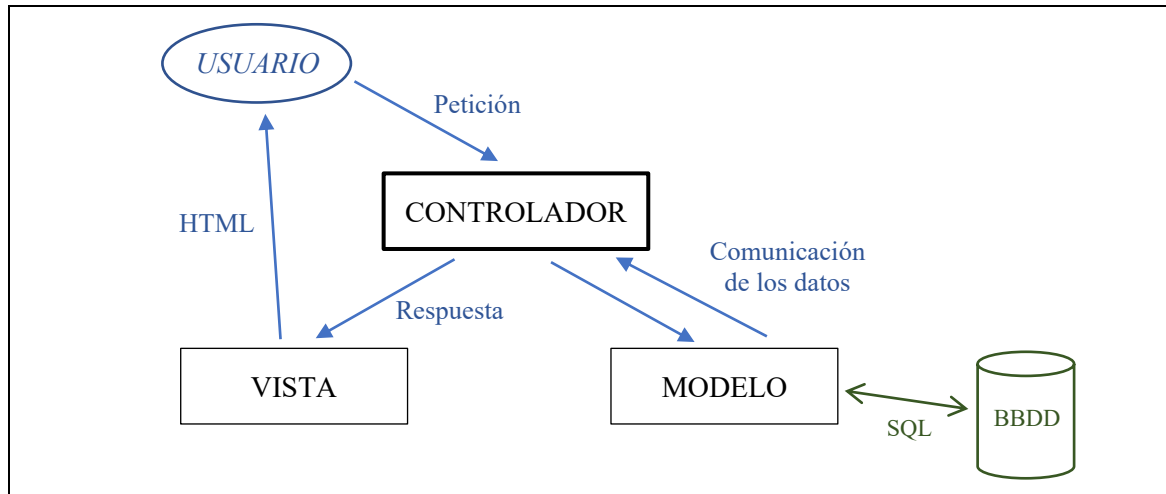 USUARIO
Petición
CONTROLADOR
HTML
Comunicación
de los datos
Respuesta
VISTA
MODELO
SQL
BBDD